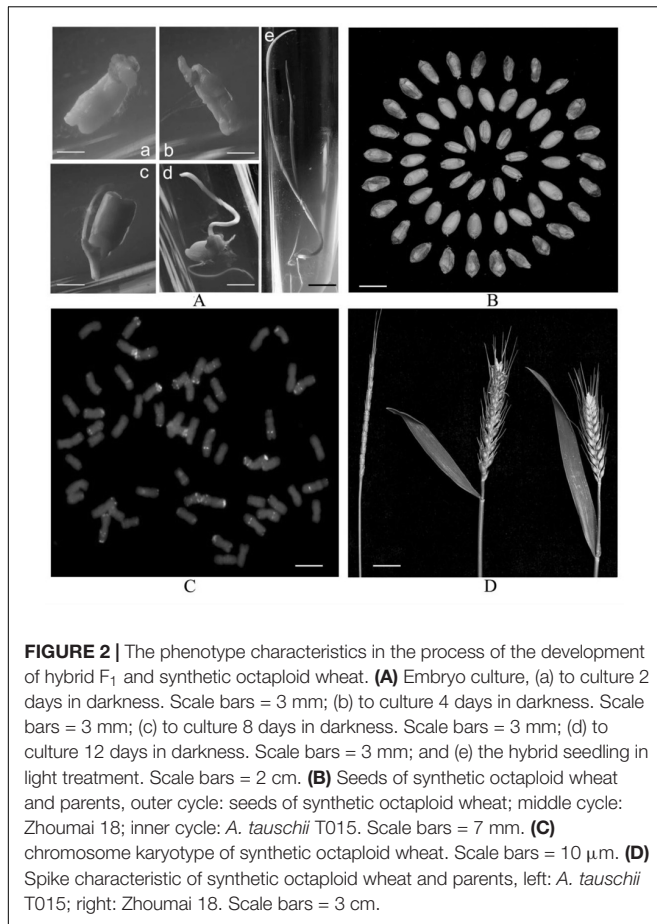 e
a
b
c
d
A
B
C
D
FIGURE 2 | The phenotype characteristics in the process of the development
of hybrid F₁ and synthetic octaploid wheat. (A) Embryo culture, (a) to culture 2
days in darkness. Scale bars = 3 mm; (b) to culture 4 days in darkness. Scale
bars = 3 mm; (c) to culture 8 days in darkness. Scale bars = 3 mm; (d) to
culture 12 days in darkness. Scale bars = 3 mm; and (e) the hybrid seedling in
light treatment. Scale bars = 2 cm. (B) Seeds of synthetic octaploid wheat
and parents, outer cycle: seeds of synthetic octaploid wheat; middle cycle:
Zhoumai 18; inner cycle: A. tauschii T015. Scale bars = 7 mm. (C)
chromosome karyotype of synthetic octaploid wheat. Scale bars = 10 μm. (D)
Spike characteristic of synthetic octaploid wheat and parents, left: A. tauschii
T015; right: Zhoumai 18. Scale bars = 3 cm.